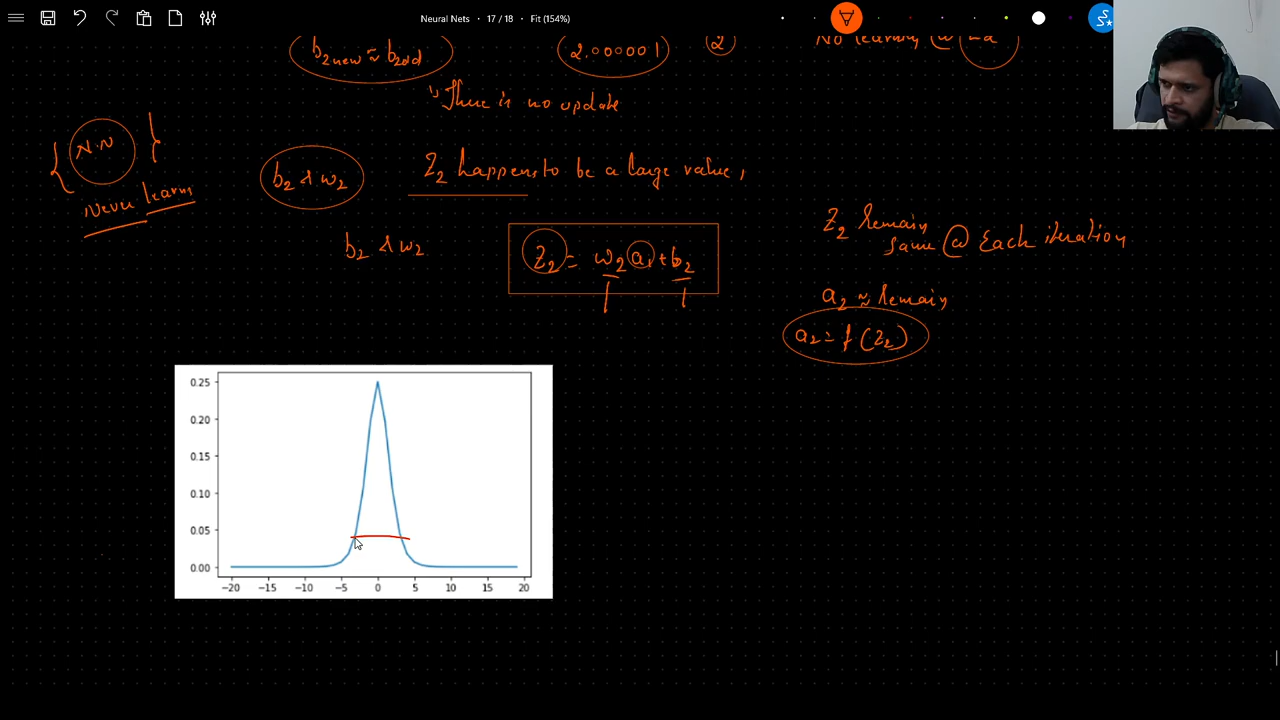 Neural Nets • 17 / 18 • Fit (154%)
b2new ≈ b2old
2.000001
2
No learning @
"There is no update
N.N
Never learns
b2 & w2
Z2 happens to be a large value,
b2 & w2
Z2 = w2a1 + b2
Z2 Remain
same @ Each iteration
a2 ≈ Remain
a2 = f(Z2)
0.25
0.20
0.15
0.10
0.05
0.00
−20 −15 −10 −5 0 5 10 15 20